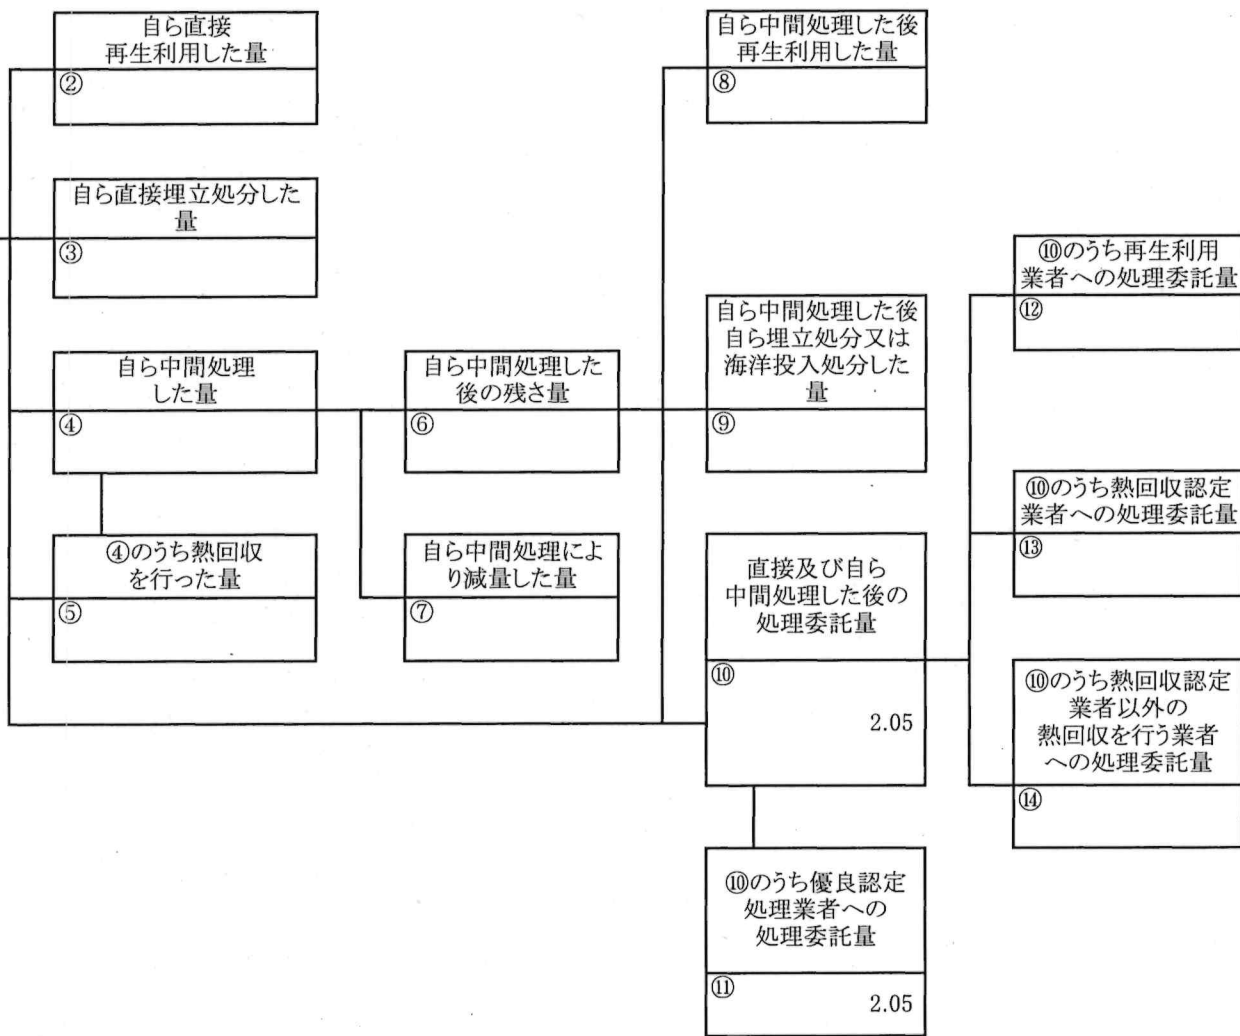 自ら直接
再生利用した量
②
自ら直接埋立処分した
量
③
自ら中間処理
した量
④
④のうち熱回収
を行った量
⑤
自ら中間処理した
後の残さ量
⑥
自ら中間処理によ
り減量した量
⑦
自ら中間処理した後
再生利用した量
⑧
自ら中間処理した後
自ら埋立処分又は
海洋投入処分した
量
⑨
直接及び自ら
中間処理した後の
処理委託量
⑩
2.05
⑩のうち優良認定
処理業者への
処理委託量
⑪
2.05
⑩のうち再生利用
業者への処理委託量
⑫
⑩のうち熱回収認定
業者への処理委託量
⑬
⑩のうち熱回収認定
業者以外の
熱回収を行う業者
への処理委託量
⑭